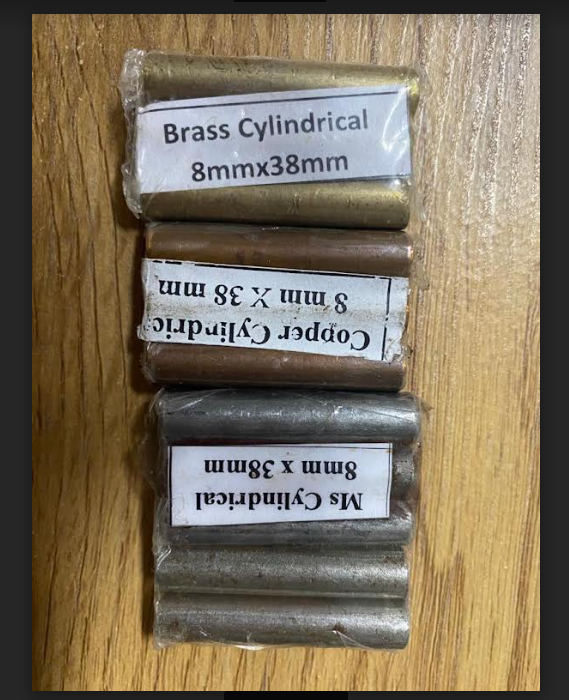 Brass Cylindrical
8mmx38mm
Copper Cylindric
8 mm X 38 mm
Ms Cylindrical
8mm x 38mm